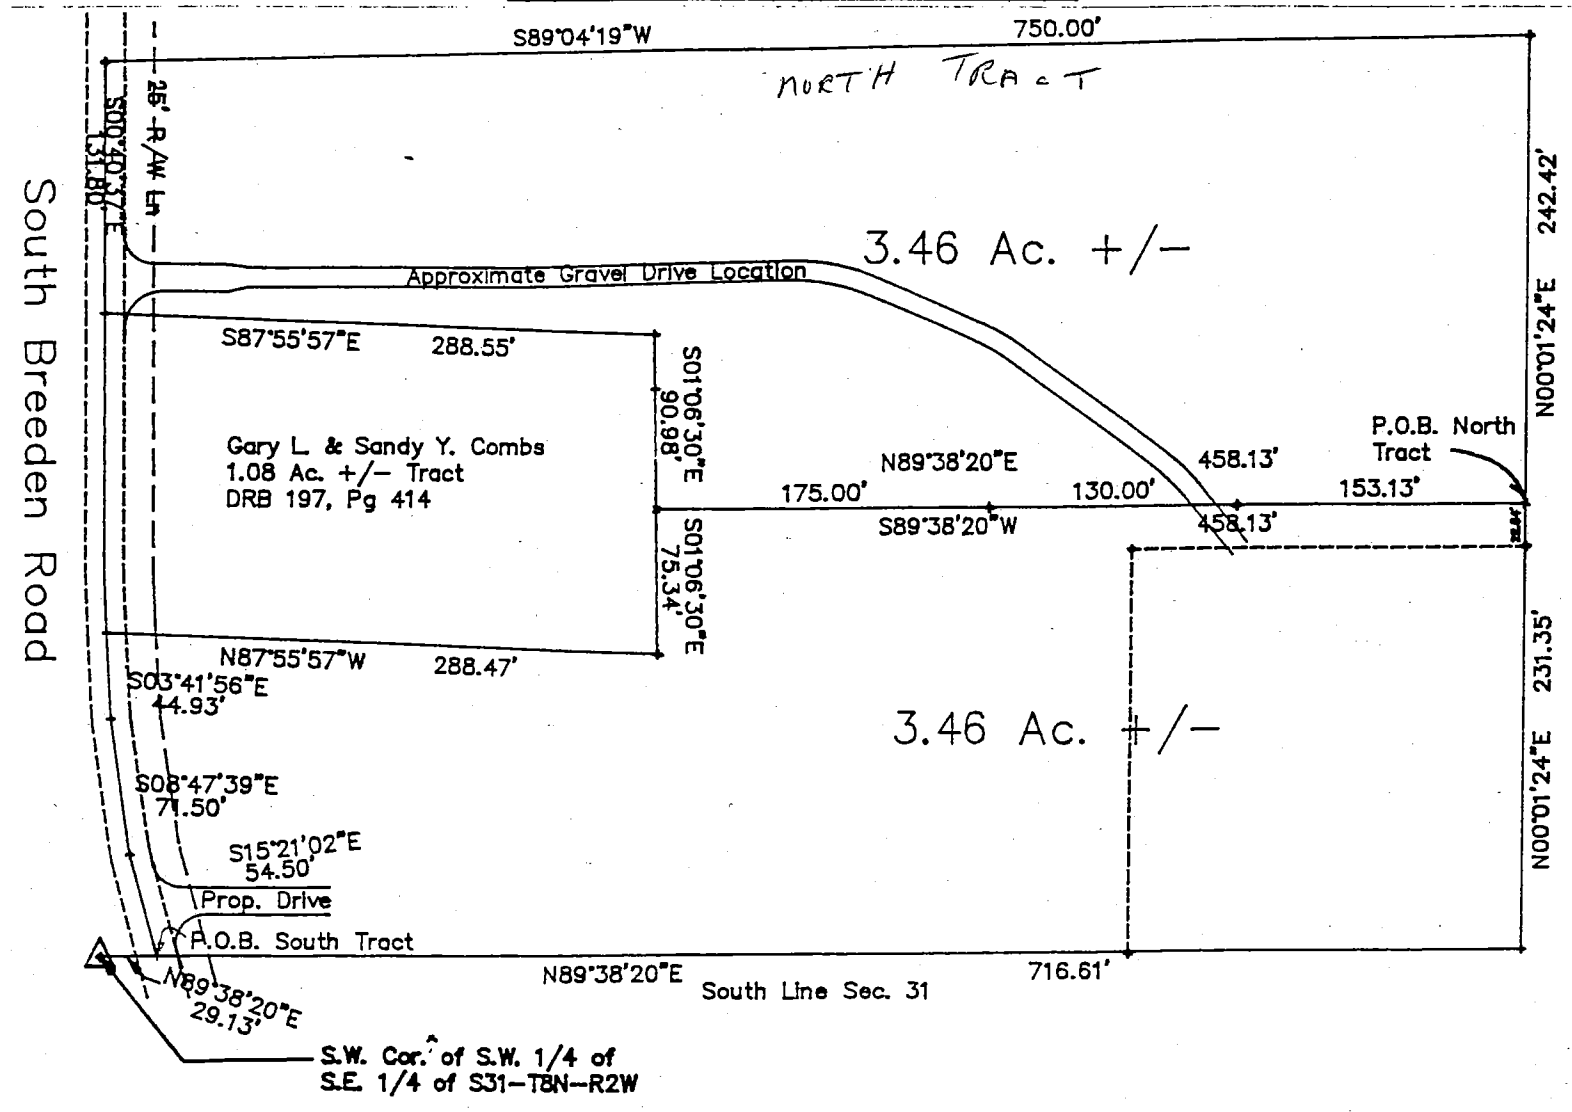 S89°04'19"W 750.00'
NORTH TRACT
25' R/W Ln
S00°40'37"E
131.80'
South Breeden Road
3.46 Ac. +/-
242.42'
N00°01'24"E
Approximate Gravel Drive Location
S87°55'57"E 288.55'
S01°06'30"E
90.98'
Gary L. & Sandy Y. Combs
1.08 Ac. +/- Tract
DRB 197, Pg 414
P.O.B. North
Tract
N89°38'20"E 458.13'
175.00' 130.00' 153.13'
S89°38'20"W 458.13'
S01°06'30"E
75.34'
N87°55'57"W 288.47'
S03°41'56"E
44.93'
3.46 Ac. +/-
231.35'
N00°01'24"E
S08°47'39"E
71.50'
S15°21'02"E
54.50'
Prop. Drive
P.O.B. South Tract
N89°38'20"E 716.61'
South Line Sec. 31
N89°38'20"E
29.13'
S.W. Cor. of S.W. 1/4 of
S.E. 1/4 of S31-T8N-R2W